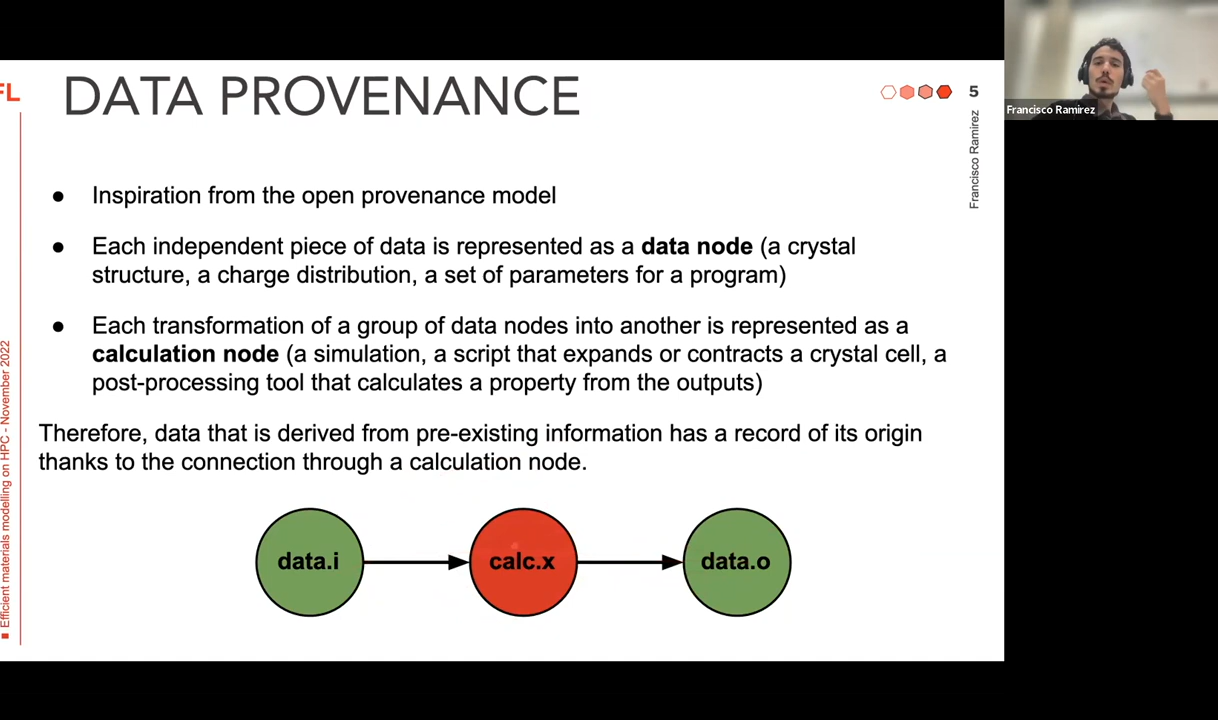 FL
DATA PROVENANCE
5
Francisco Ramirez
● Inspiration from the open provenance model
● Each independent piece of data is represented as a data node (a crystal
structure, a charge distribution, a set of parameters for a program)
● Each transformation of a group of data nodes into another is represented as a
calculation node (a simulation, a script that expands or contracts a crystal cell, a
post-processing tool that calculates a property from the outputs)
Therefore, data that is derived from pre-existing information has a record of its origin
thanks to the connection through a calculation node.
data.i
calc.x
data.o
Efficient materials modelling on HPC - November 2022
Francisco Ramirez